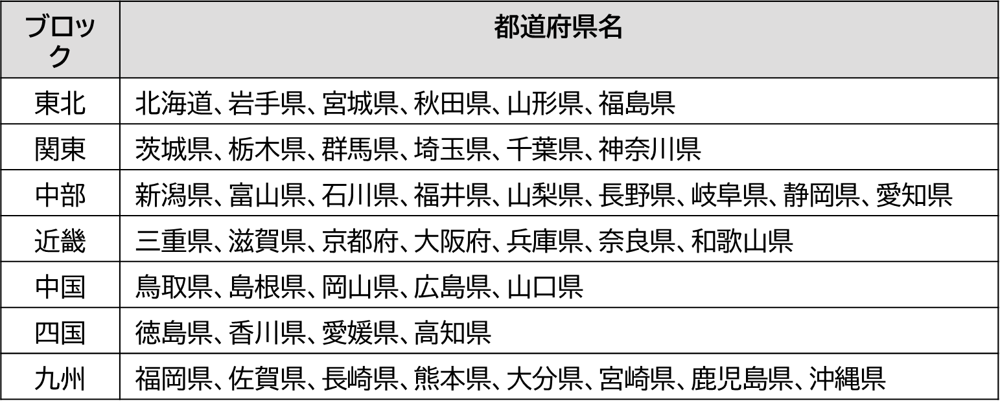 ブロッ
ク
都道府県名
東北
北海道、岩手県、宮城県、秋田県、山形県、福島県
関東
茨城県、栃木県、群馬県、埼玉県、千葉県、神奈川県
中部
新潟県、富山県、石川県、福井県、山梨県、長野県、岐阜県、静岡県、愛知県
近畿
三重県、滋賀県、京都府、大阪府、兵庫県、奈良県、和歌山県
中国
鳥取県、島根県、岡山県、広島県、山口県
四国
徳島県、香川県、愛媛県、高知県
九州
福岡県、佐賀県、長崎県、熊本県、大分県、宮崎県、鹿児島県、沖縄県